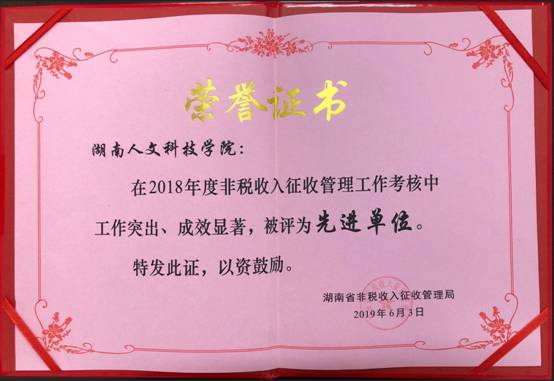 荣誉证书
湖南人文科技学院：
在2018年度非税收入征收管理工作考核中
工作突出、成效显著，被评为先进单位。
特发此证，以资鼓励。
湖南省非税收入征收管理局
2019年6月3日